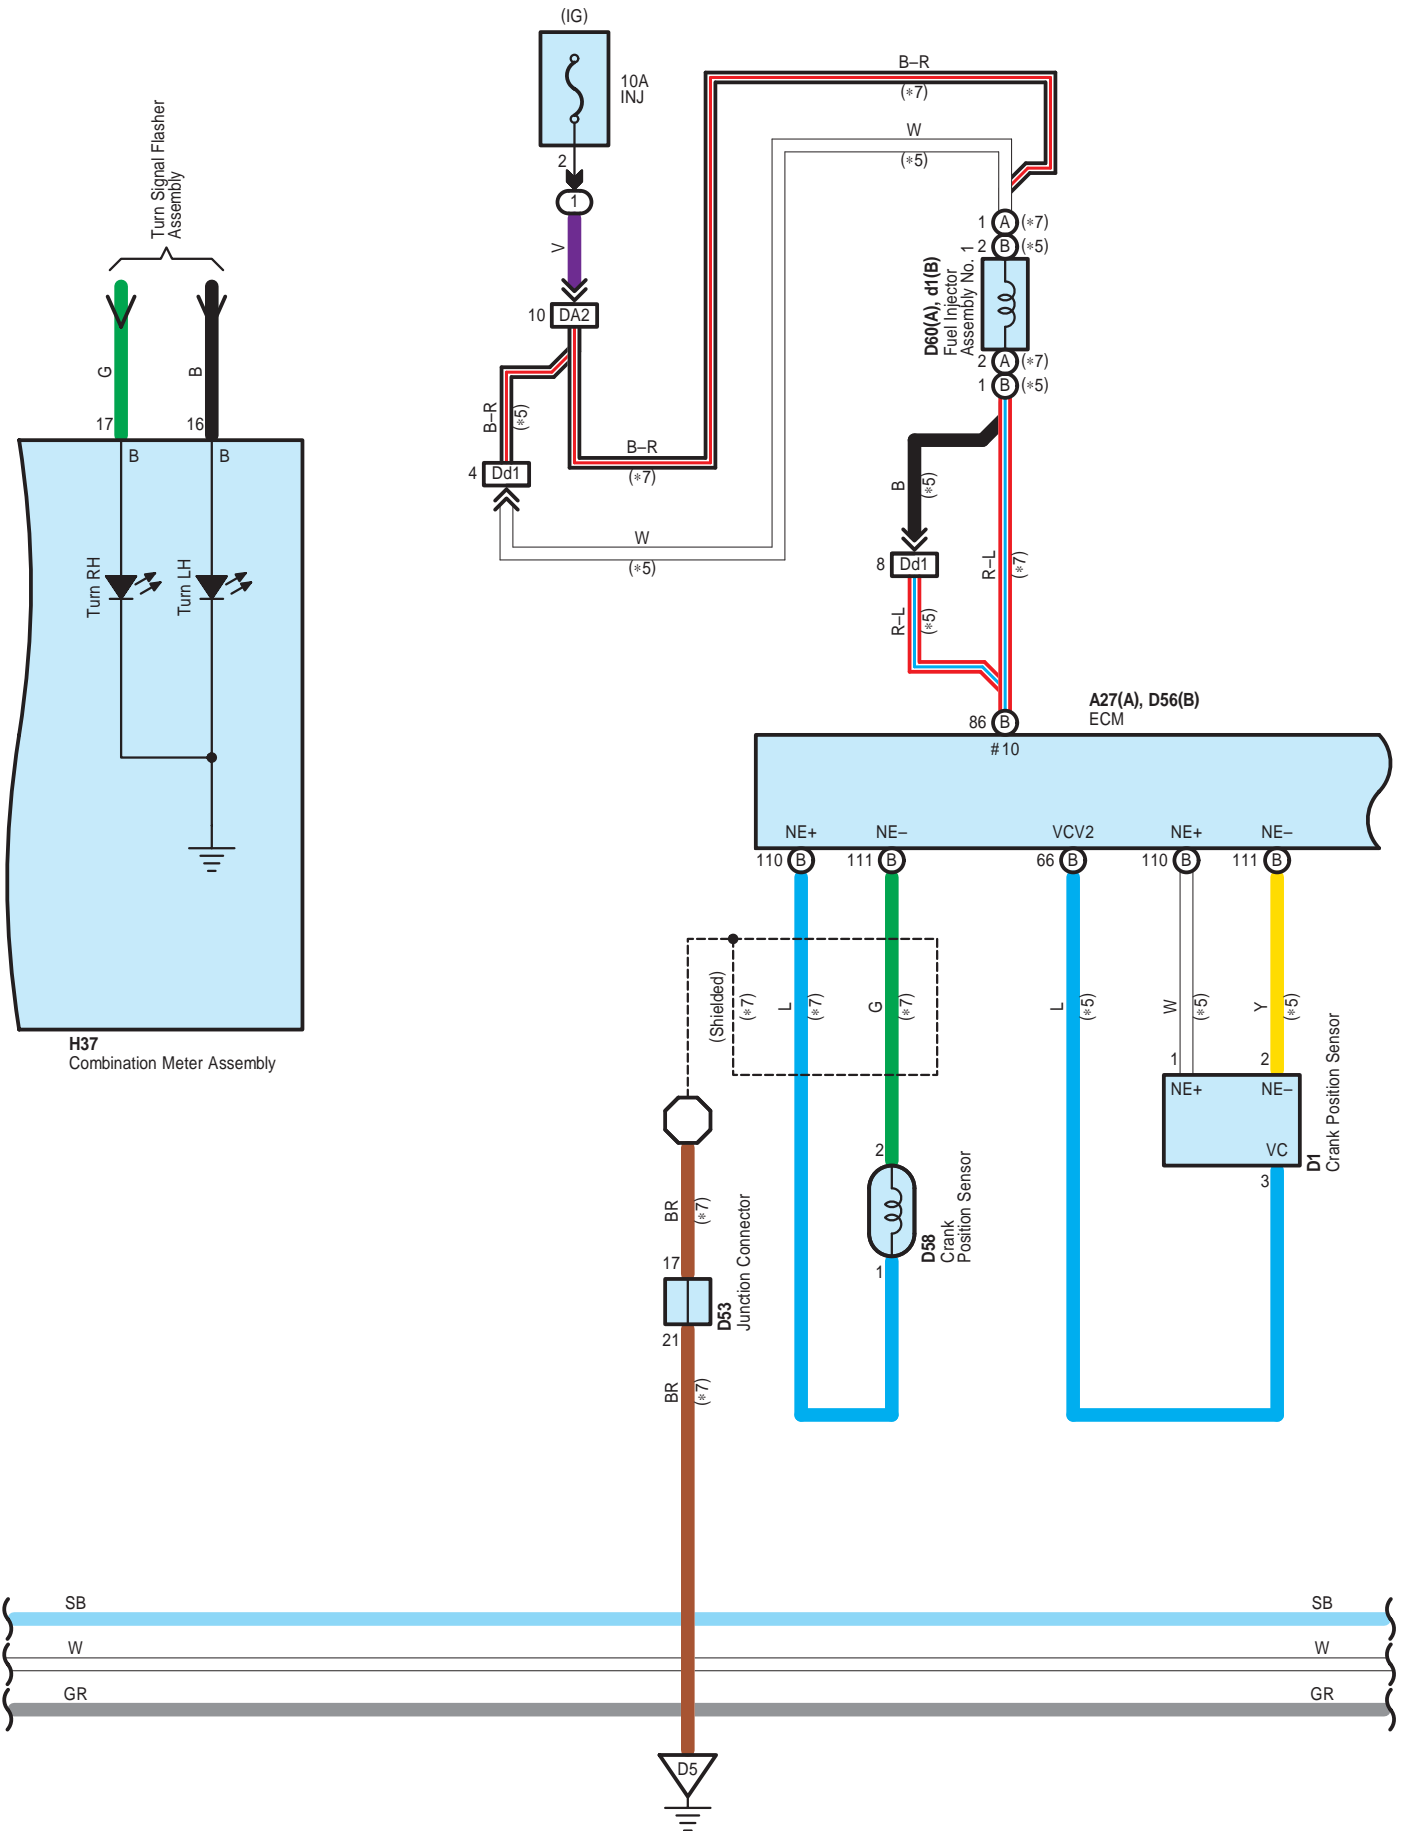 (IG)
10A
INJ
2
1
V
10 DA2
B–R
(*5)
4 Dd1
B–R
(*7)
B–R
(*7)
W
(*5)
W
(*5)
1 A (*7)
2 B (*5)
D60(A), d1(B)
Fuel Injector
Assembly No. 1
2 A (*7)
1 B (*5)
B
(*5)
8 Dd1
R–L
(*5)
R–L
(*7)
86 B
A27(A), D56(B)
ECM
#10
NE+ NE– VCV2 NE+ NE–
110 B 111 B 66 B 110 B 111 B
Turn Signal Flasher
Assembly
G
B
17 16
B B
Turn RH
Turn LH
H37
Combination Meter Assembly
(Shielded)
(*7)
L
(*7)
G
(*7)
L
(*5)
W
(*5)
Y
(*5)
1 2
NE+ NE–
VC
3
D1
Crank Position Sensor
2
1
D58
Crank
Position Sensor
BR
(*7)
17
21
D53
Junction Connector
BR
(*7)
SB SB
W W
GR GR
D5